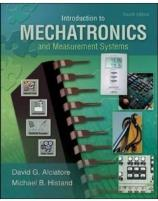 Fourth Edition
Introduction to
MECHATRONICS
and Measurement Systems
David G. Alciatore
Michael B. Histand